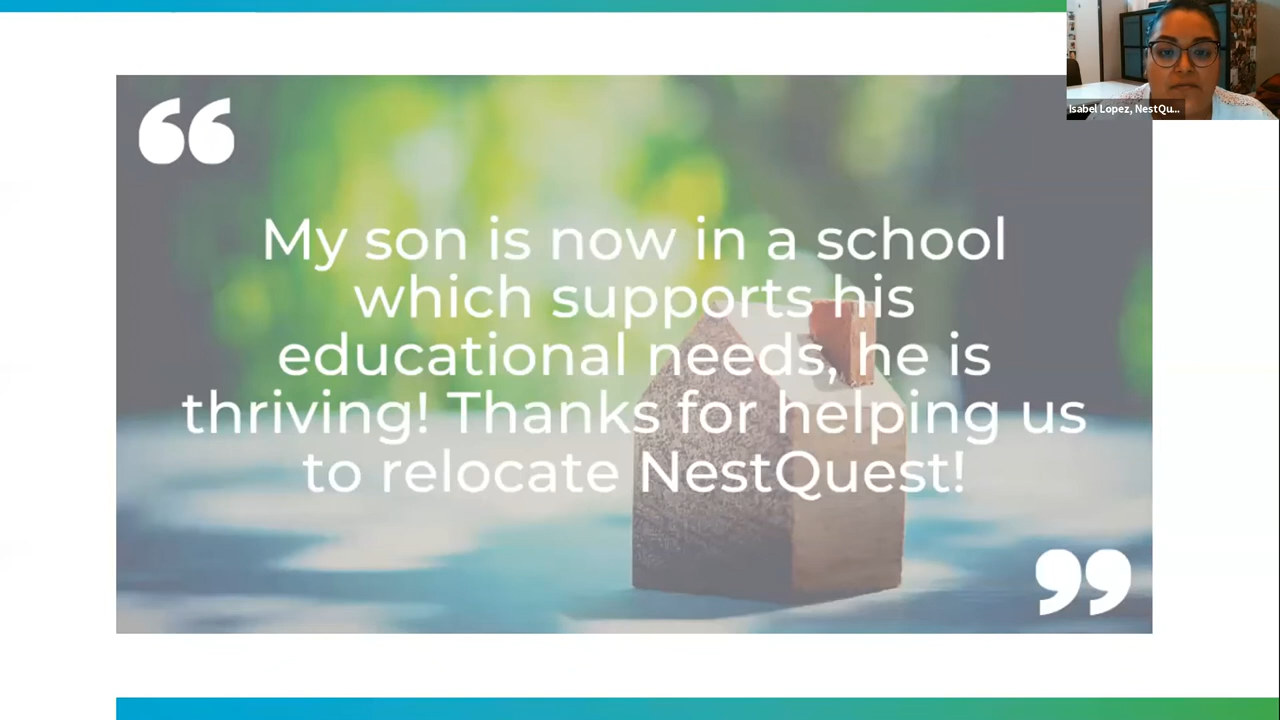 Isabel Lopez, NestQu...
“
My son is now in a school
which supports his
educational needs, he is
thriving! Thanks for helping us
to relocate NestQuest!
”